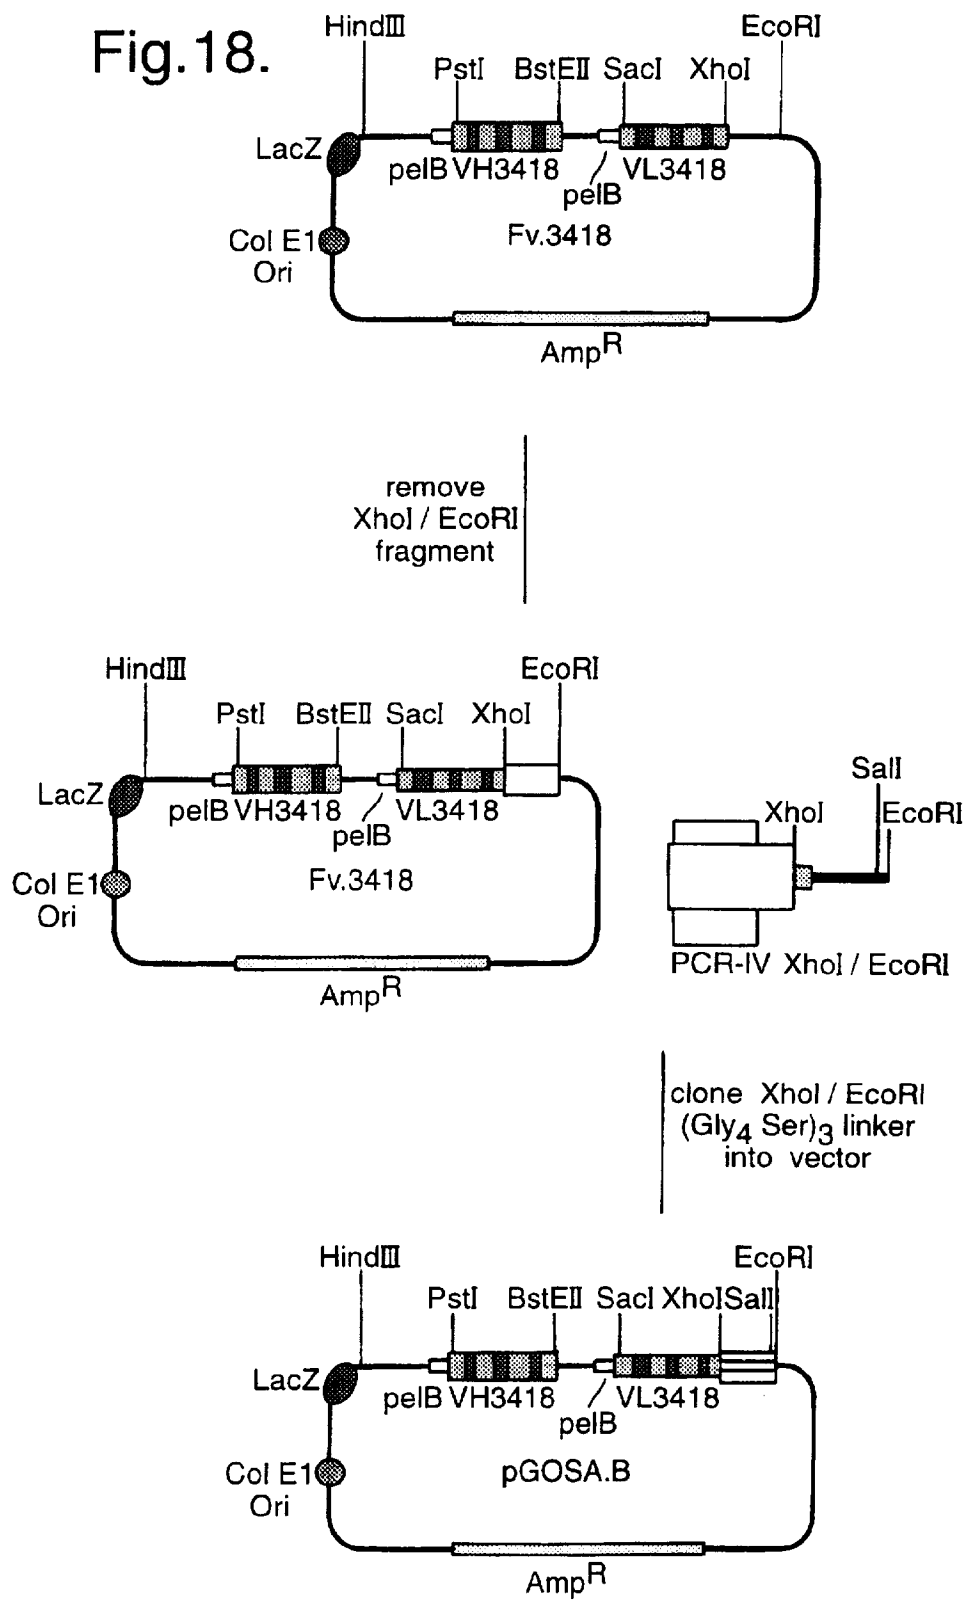 Fig.18.
HindⅢ
EcoRI
PstI
BstEⅡ
SacI
XhoI
LacZ
pelB VH3418
VL3418
pelB
Col E1
Ori
Fv.3418
AmpR
remove
XhoI / EcoRI
fragment
HindⅢ
EcoRI
PstI
BstEⅡ
SacI
XhoI
LacZ
pelB VH3418
VL3418
pelB
Col E1
Ori
Fv.3418
AmpR
SalI
XhoI
EcoRI
PCR-IV XhoI / EcoRI
clone XhoI / EcoRI
(Gly4 Ser)3 linker
into vector
HindⅢ
EcoRI
PstI
BstEⅡ
SacI
XhoI
SalI
LacZ
pelB VH3418
VL3418
pelB
Col E1
Ori
pGOSA.B
AmpR